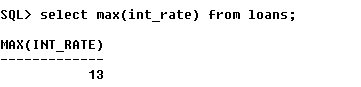 SQL> select max(int_rate) from loans;
MAX(INT_RATE)
-------------
13